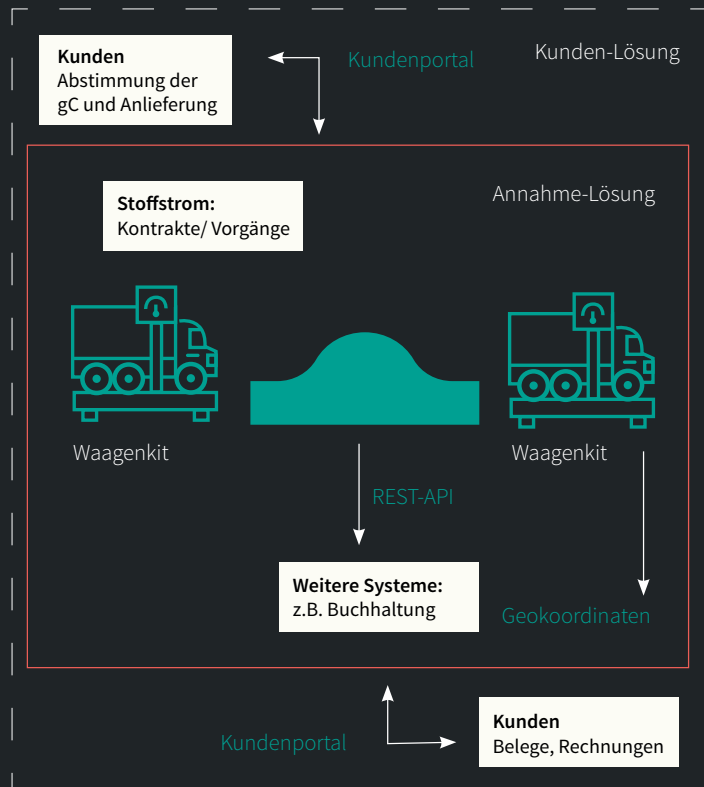 Kunden
Abstimmung der
gC und Anlieferung
Kundenportal
Kunden-Lösung
Annahme-Lösung
Stoffstrom:
Kontrakte/ Vorgänge
Waagenkit
Waagenkit
REST-API
Weitere Systeme:
z.B. Buchhaltung
Geokoordinaten
Kundenportal
Kunden
Belege, Rechnungen